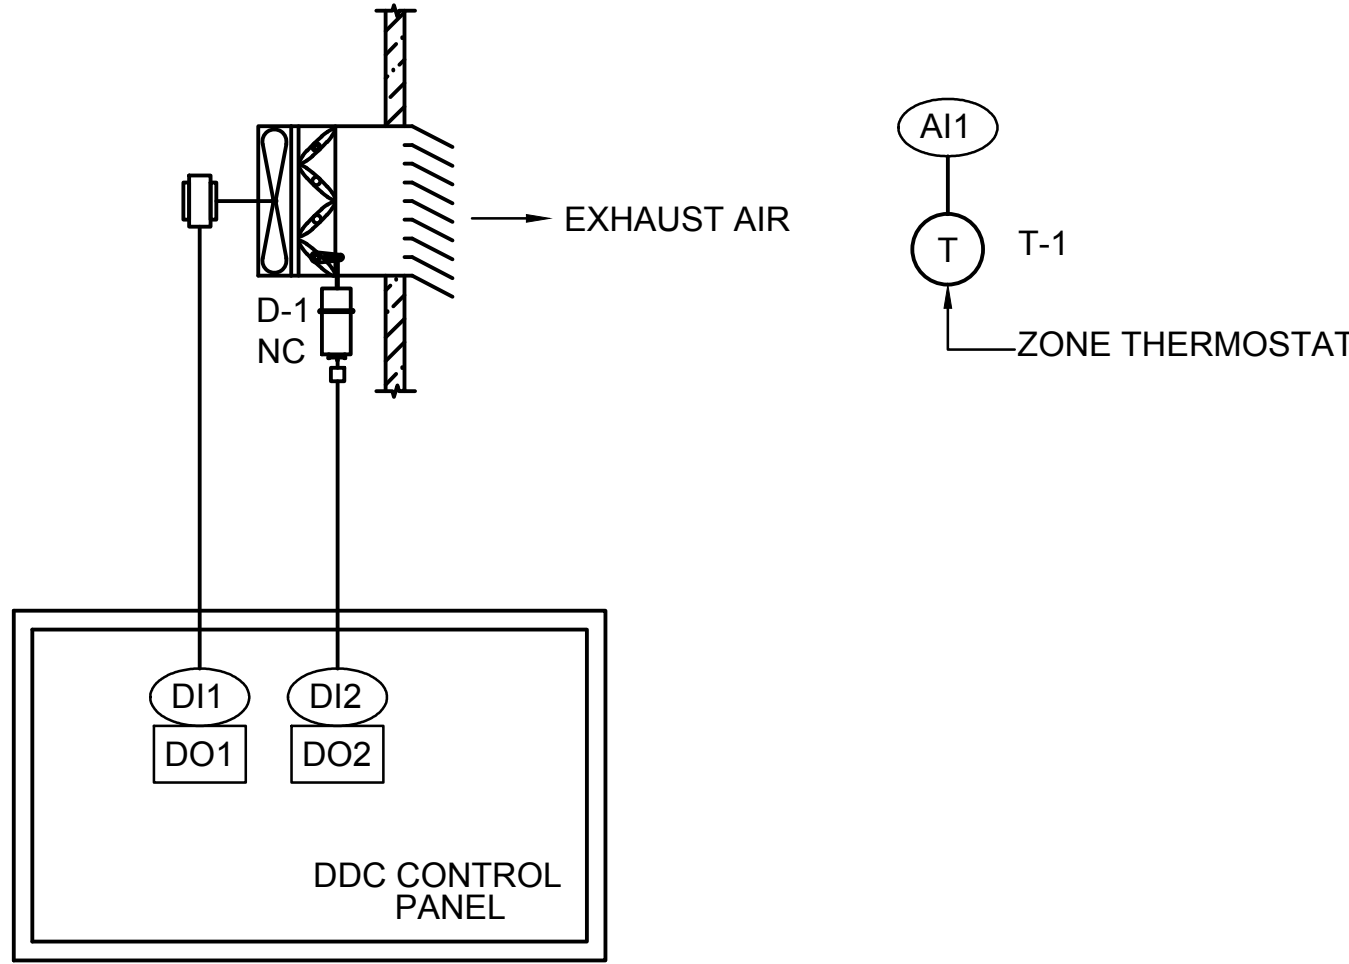 AI1
EXHAUST AIR
T
T-1
D-1
NC
ZONE THERMOSTAT
DI1
DI2
DO1
DO2
DDC CONTROL
PANEL